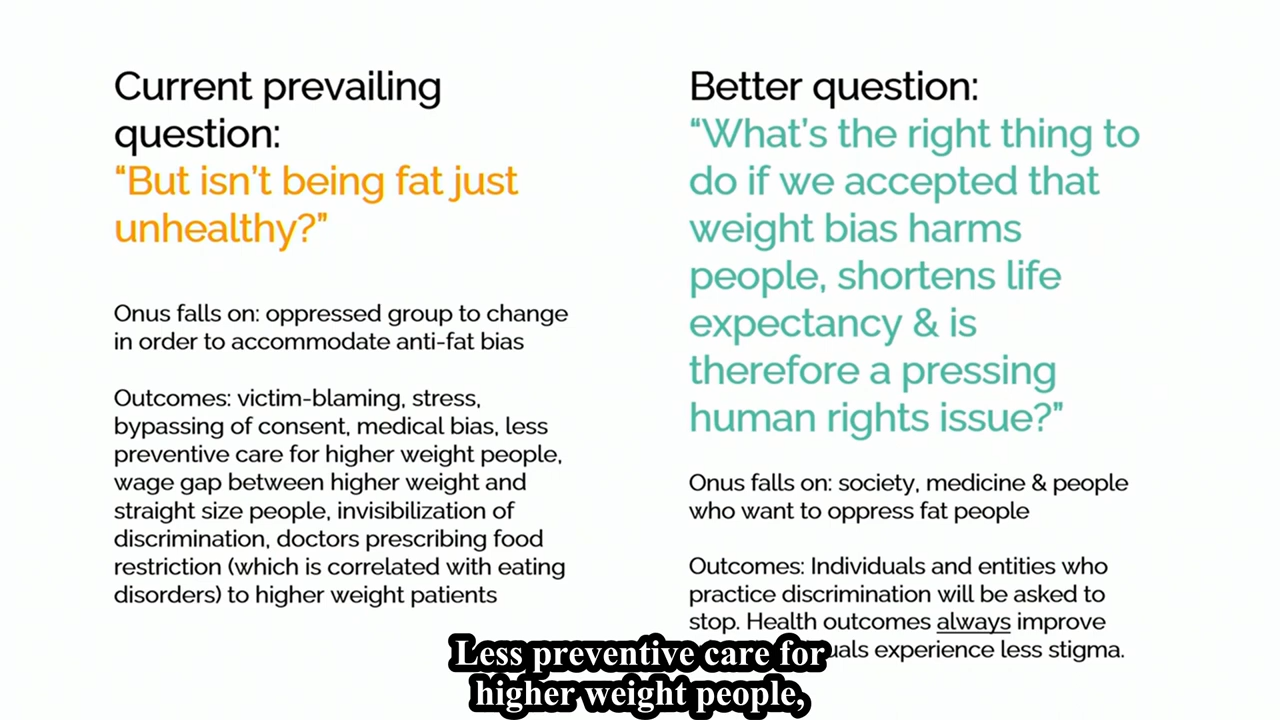 Current prevailing
question:
“But isn’t being fat just
unhealthy?”
Onus falls on: oppressed group to change
in order to accommodate anti-fat bias
Outcomes: victim-blaming, stress,
bypassing of consent, medical bias, less
preventive care for higher weight people,
wage gap between higher weight and
straight size people, invisibilization of
discrimination, doctors prescribing food
restriction (which is correlated with eating
disorders) to higher weight patients
Better question:
“What’s the right thing to
do if we accepted that
weight bias harms
people, shortens life
expectancy & is
therefore a pressing
human rights issue?”
Onus falls on: society, medicine & people
who want to oppress fat people
Outcomes: Individuals and entities who
practice discrimination will be asked to
stop. Health outcomes always improve
experience less stigma.
Less preventive care for
higher weight people,